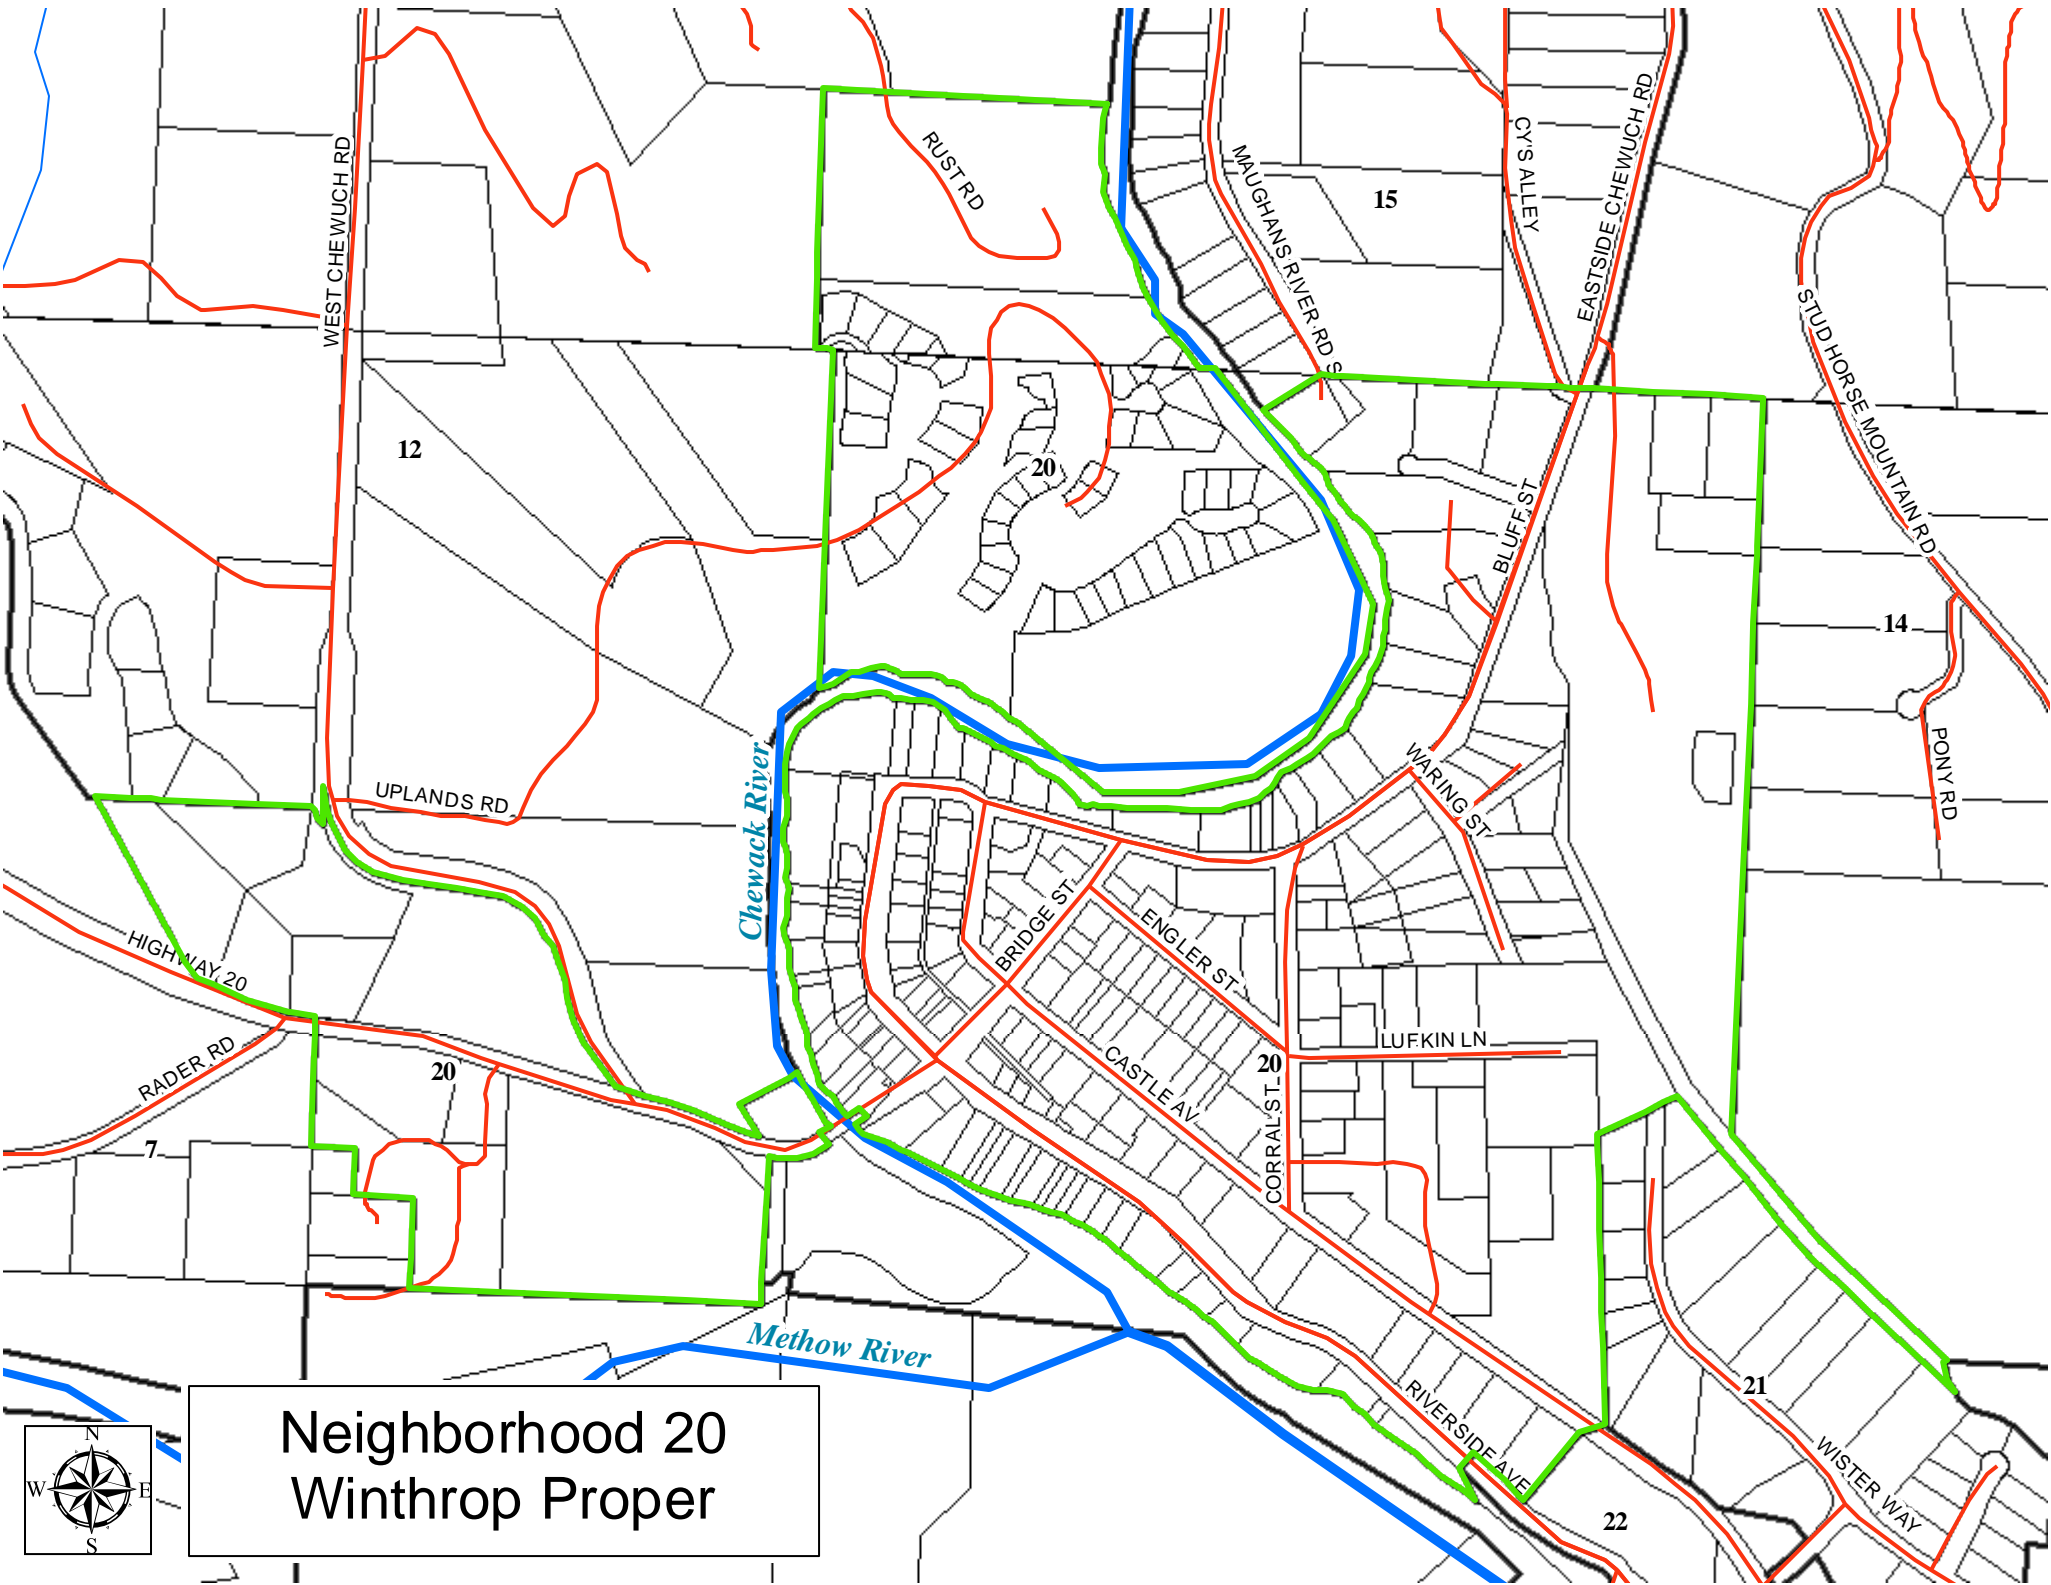 RUST RD
WEST CHEWUCH RD
MAUGHANS RIVER RD S
CY'S ALLEY
EASTSIDE CHEWUCH RD
15
STUD HORSE MOUNTAIN RD
12
20
BLUFF ST
14
PONY RD
WARING ST
UPLANDS RD
Chewack River
BRIDGE ST
ENGLER ST
HIGHWAY 20
LUFKIN LN
RADER RD
20
CASTLE AV
20
CORRAL ST
7
Methow River
21
RIVERSIDE AVE
WISTER WAY
22
Neighborhood 20
Winthrop Proper
N
W E
S